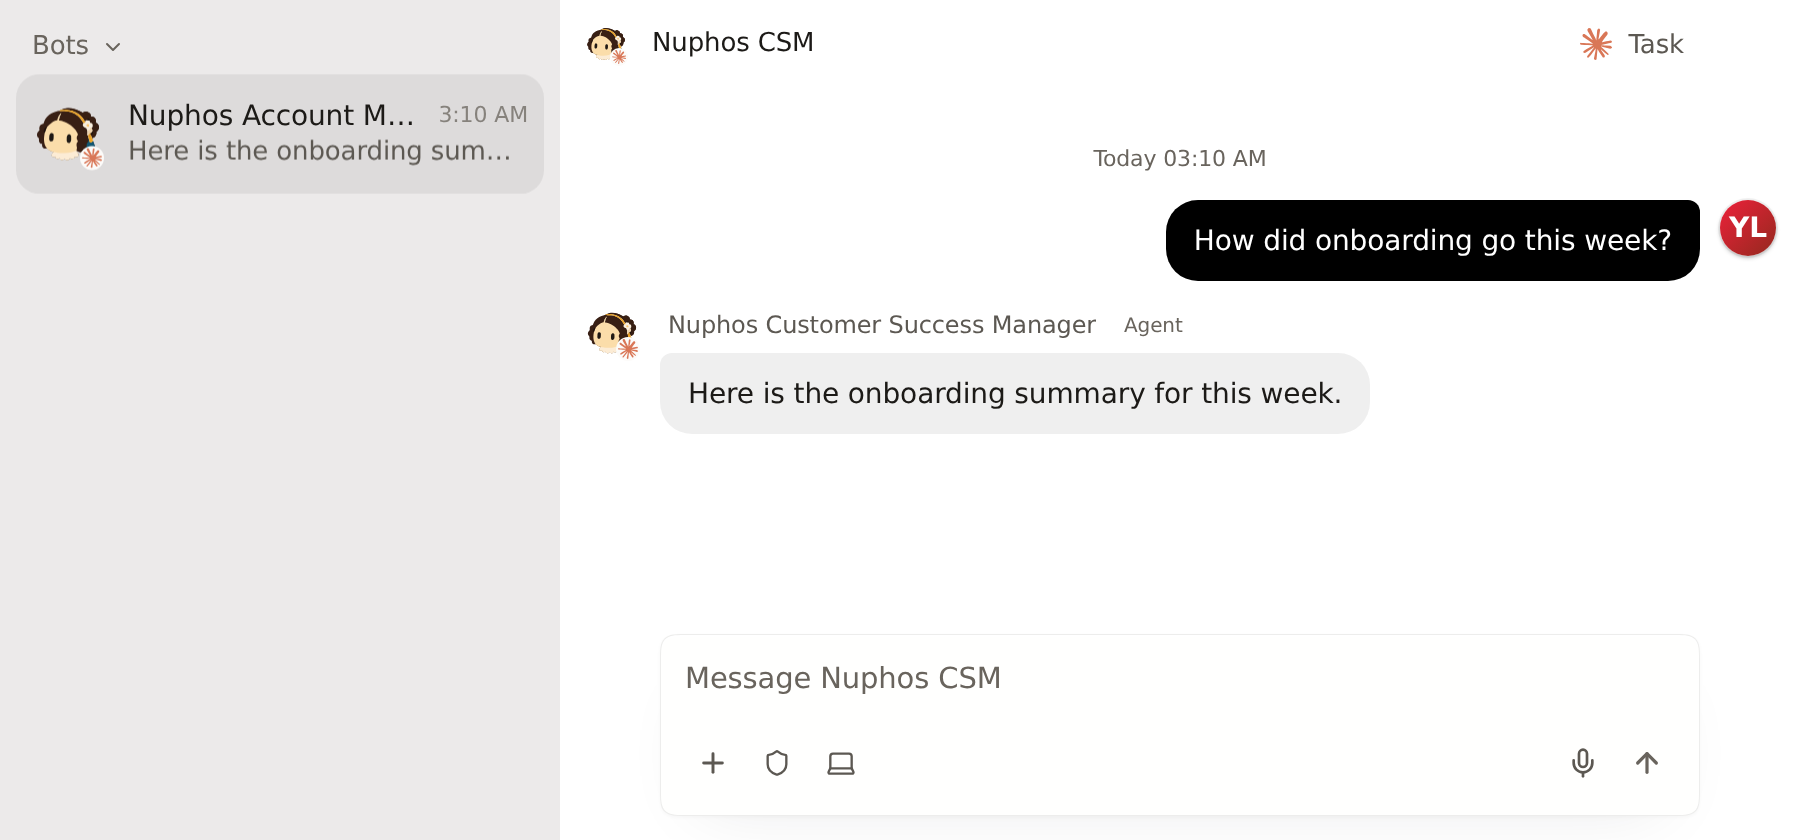 Bots
Nuphos Account M...
3:10 AM
Here is the onboarding sum...
Nuphos CSM
Task
Today 03:10 AM
How did onboarding go this week?
YL
Nuphos Customer Success Manager
Agent
Here is the onboarding summary for this week.
Message Nuphos CSM